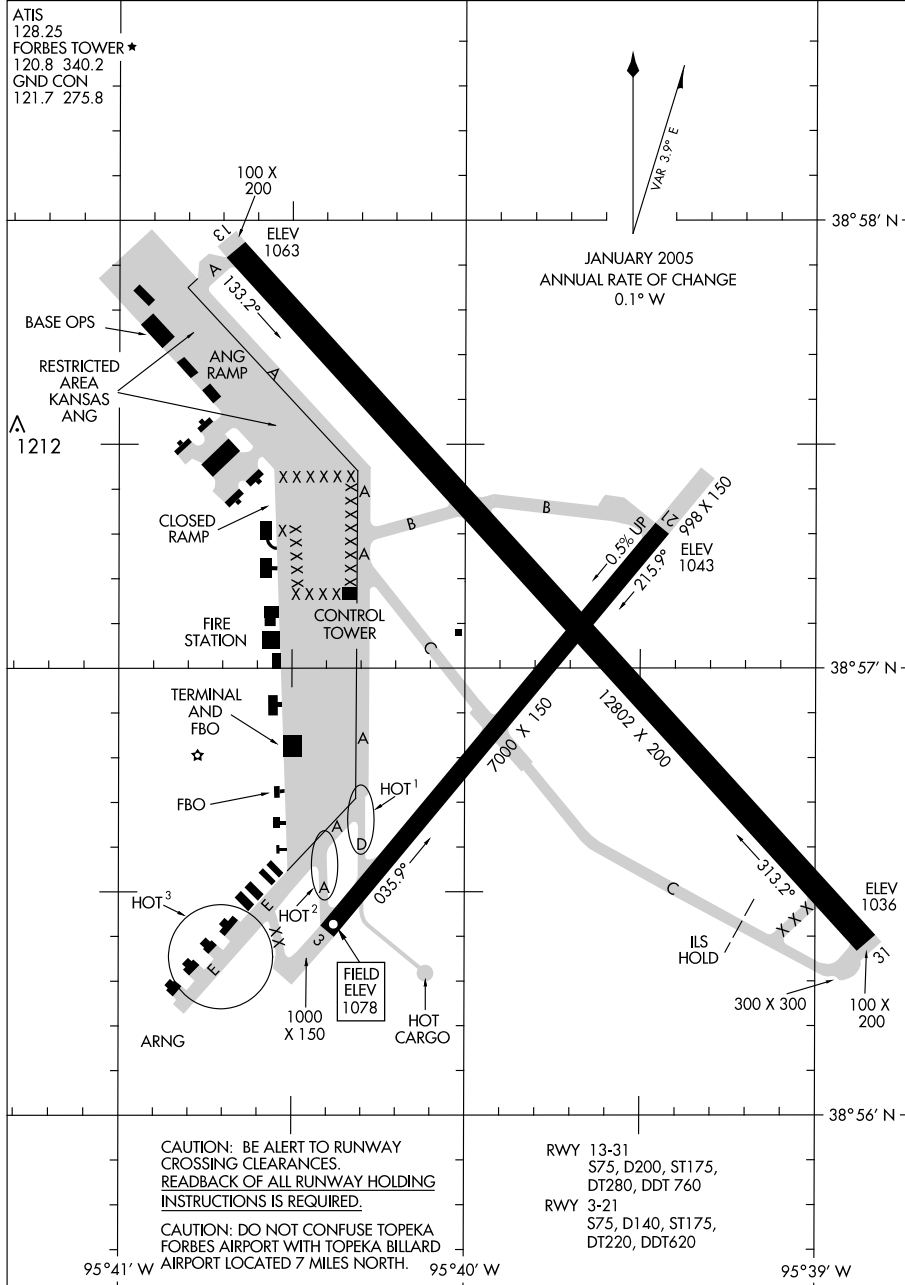 ATIS
128.25
FORBES TOWER ★
120.8 340.2
GND CON
121.7 275.8
VAR 3.9° E
JANUARY 2005
ANNUAL RATE OF CHANGE
0.1° W
38°58' N
100 X
200
13
ELEV
1063
A
133.2°
BASE OPS
RESTRICTED
AREA
KANSAS
ANG
ANG
RAMP
A
1212
X X X X X X
CLOSED
RAMP
X X
X
X
X
X
X X X X
X
X
X
X
X
X
X
X
A
A
B
B
21
998 X 150
0.5% UP
215.9°
ELEV
1043
FIRE
STATION
CONTROL
TOWER
C
38°57' N
TERMINAL
AND
FBO
A
7000 X 150
12802 X 200
FBO
HOT 1
A
D
HOT 2
A
035.9°
HOT 3
E
E
X X
3
C
313.2°
ELEV
1036
X X X
ILS
HOLD
31
300 X 300
100 X
200
FIELD
ELEV
1078
1000
X 150
HOT
CARGO
ARNG
38°56' N
CAUTION: BE ALERT TO RUNWAY
CROSSING CLEARANCES.
READBACK OF ALL RUNWAY HOLDING
INSTRUCTIONS IS REQUIRED.
CAUTION: DO NOT CONFUSE TOPEKA
FORBES AIRPORT WITH TOPEKA BILLARD
AIRPORT LOCATED 7 MILES NORTH.
RWY 13-31
S75, D200, ST175,
DT280, DDT 760
RWY 3-21
S75, D140, ST175,
DT220, DDT620
95°41' W
95°40' W
95°39' W